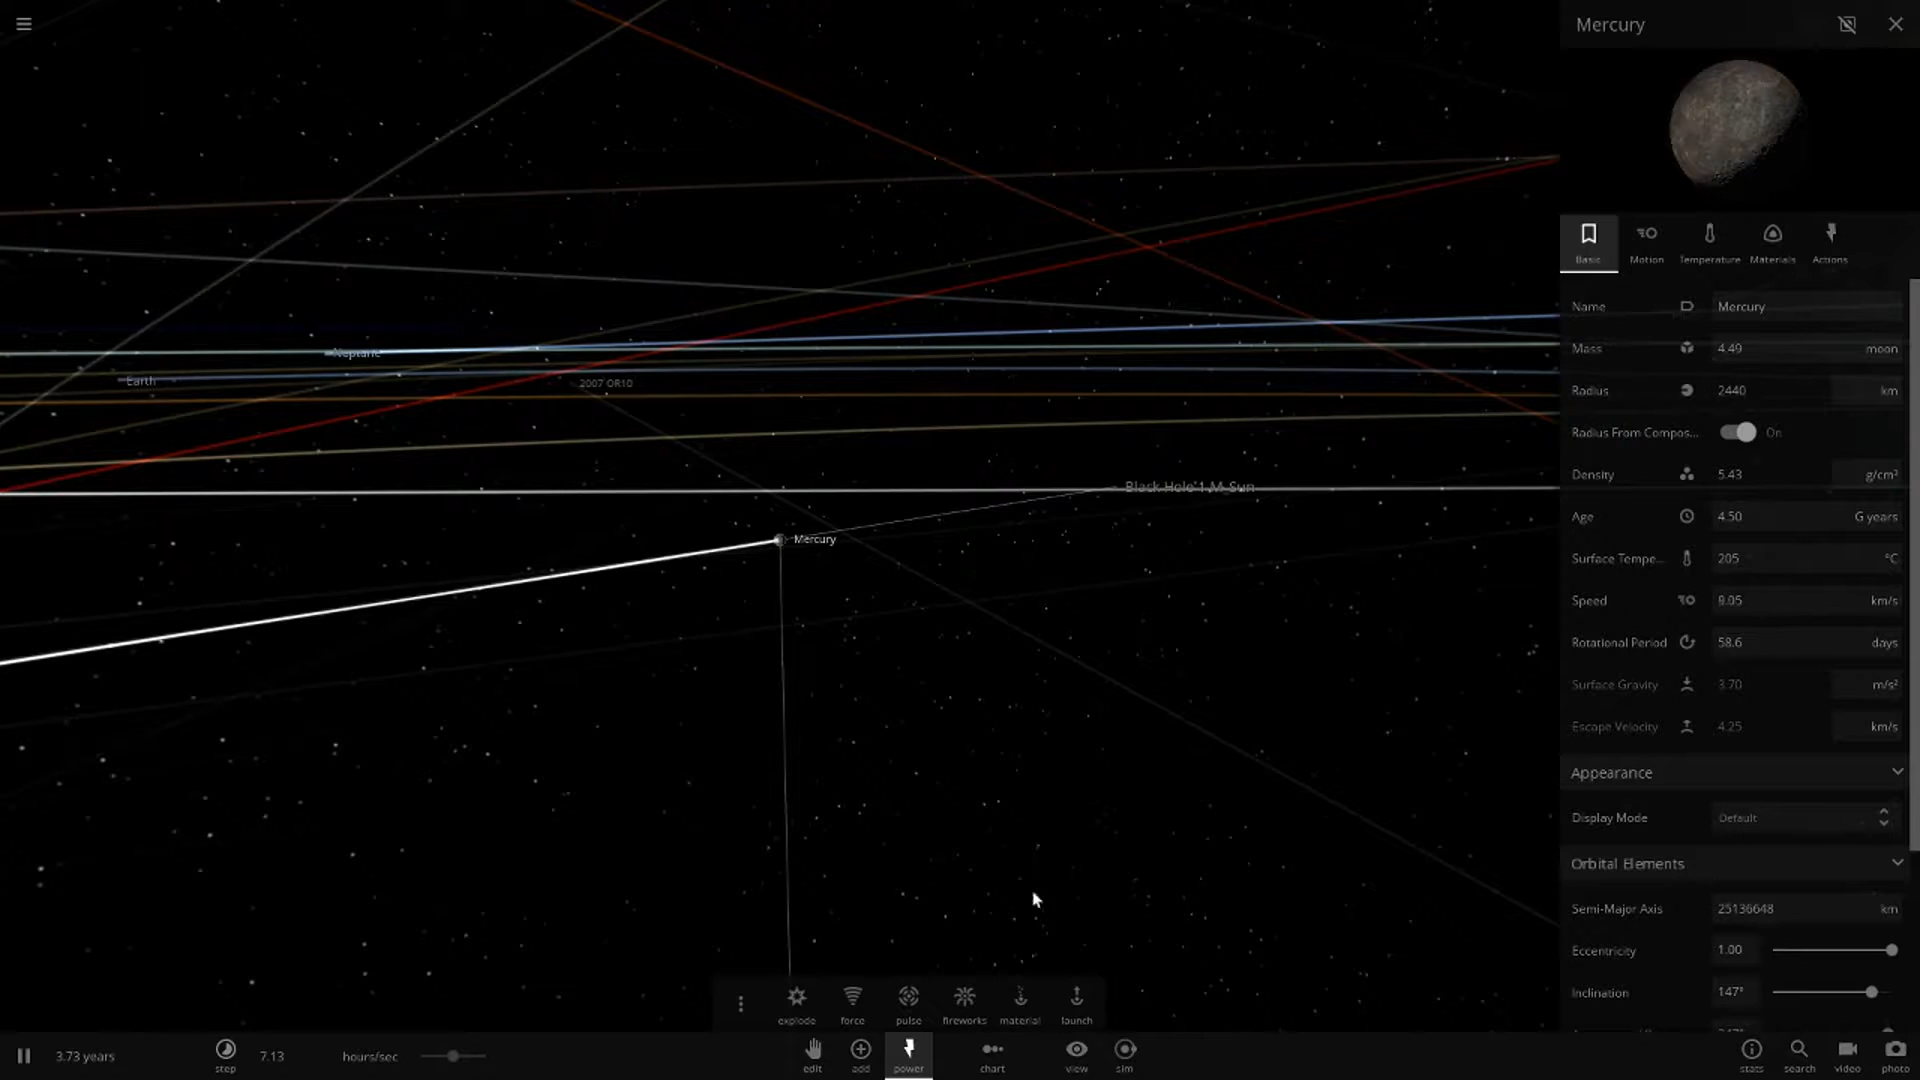 Mercury
Basic
Motion
Temperature
Materials
Actions
Name Mercury
Mass 4.49 moon
Radius 2440 km
Radius From Compos... On
Density 5.43 g/cm³
Age 4.50 G years
Surface Tempe... 205 °C
Speed 9.05 km/s
Rotational Period 58.6 days
Surface Gravity 3.70 m/s²
Escape Velocity 4.25 km/s
Appearance
Display Mode Default
Orbital Elements
Semi-Major Axis 25136648 km
Eccentricity 1.00
Inclination 147°
Neptune
Earth
2007 OR10
Black Hole 1 M_Sun
Mercury
explode
force
pulse
fireworks
material
launch
3.73 years
step
7.13 hours/sec
edit
add
power
chart
view
sim
stats
search
video
photo